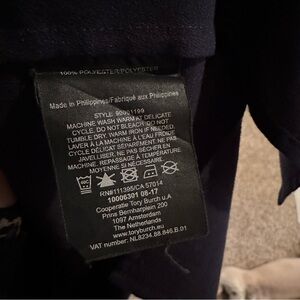 100% POLYESTER/POLYESTER
Made in Philippines/Fabriqué aux Philippines
STYLE 90001199
MACHINE WASH WARM AT DELICATE
CYCLE. DO NOT BLEACH. DO NOT
TUMBLE DRY. WARM IRON IF NEEDED.
LAVER À LA MACHINE À L'EAU FROIDE
CYCLE DÉLICAT SÉPARÉMENT. NE PAS
JAVELLISER. NE PAS SÉCHER EN
MACHINE. REPASSAGE À TEMPÉRATURE
MOYENNE SI NÉCESSAIRE
RN#111395/CA 57014
10006301 08-17
Cooperatie Tory Burch u.A
Prins Bernhardplein 200
1097 Amsterdam
The Netherlands
www.toryburch.eu
VAT number: NL8234.88.846.B.01